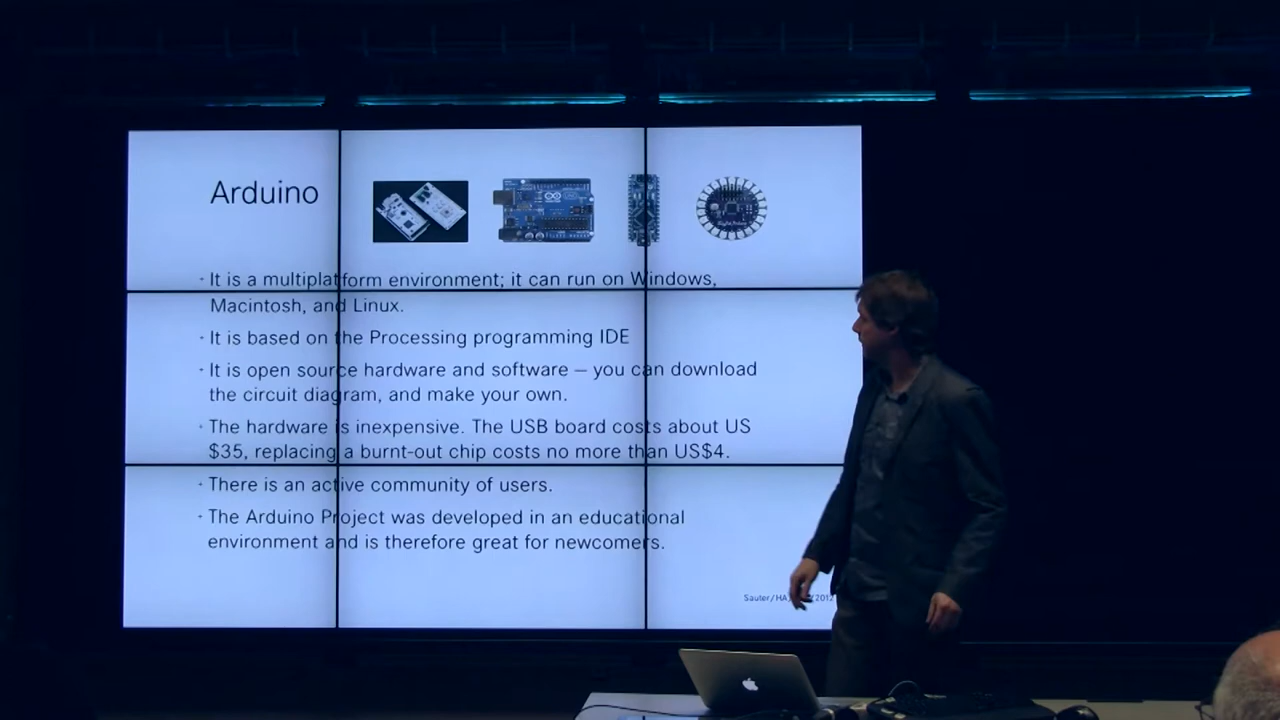 Arduino
- It is a multiplatform environment; it can run on Windows,
Macintosh, and Linux.
- It is based on the Processing programming IDE
- It is open source hardware and software – you can download
the circuit diagram, and make your own.
- The hardware is inexpensive. The USB board costs about US
$35, replacing a burnt-out chip costs no more than US$4.
- There is an active community of users.
- The Arduino Project was developed in an educational
environment and is therefore great for newcomers.